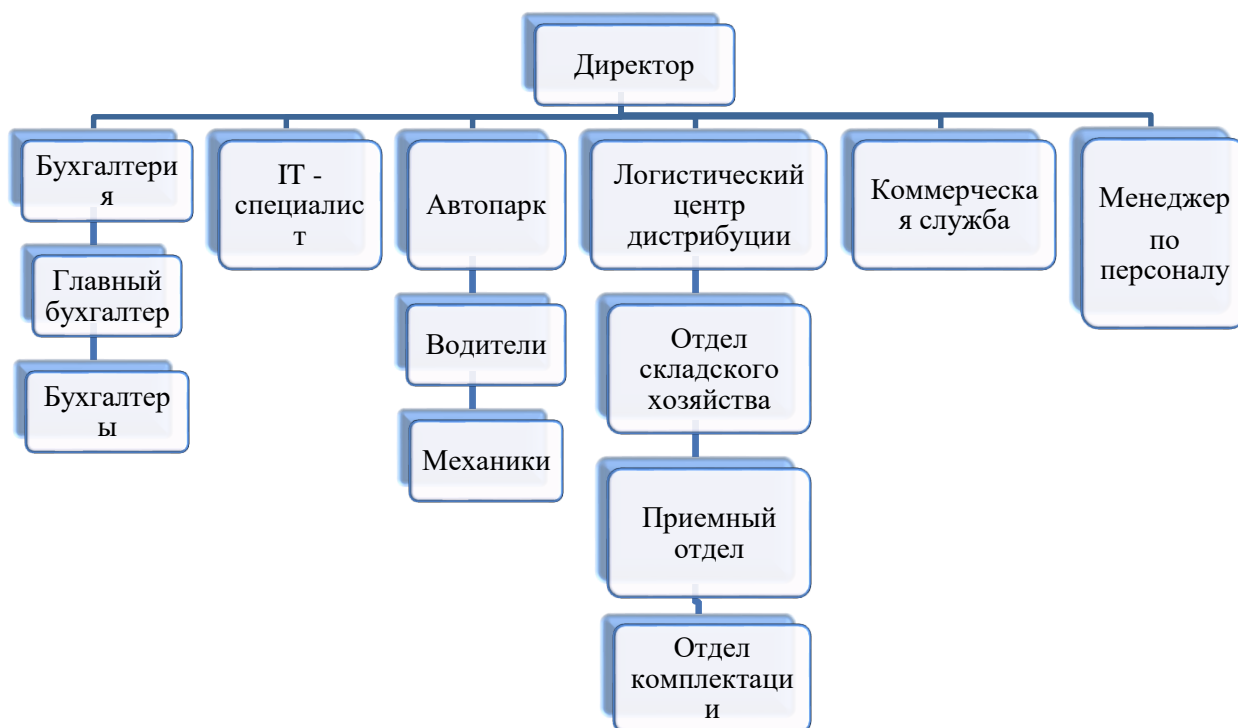 Директор
Бухгалтери
я
IT -
специалис
т
Автопарк
Логистический
центр
дистрибуции
Коммерческа
я служба
Менеджер
по
персоналу
Главный
бухгалтер
Бухгалтер
ы
Водители
Механики
Отдел
складского
хозяйства
Приемный
отдел
Отдел
комплектаци
и